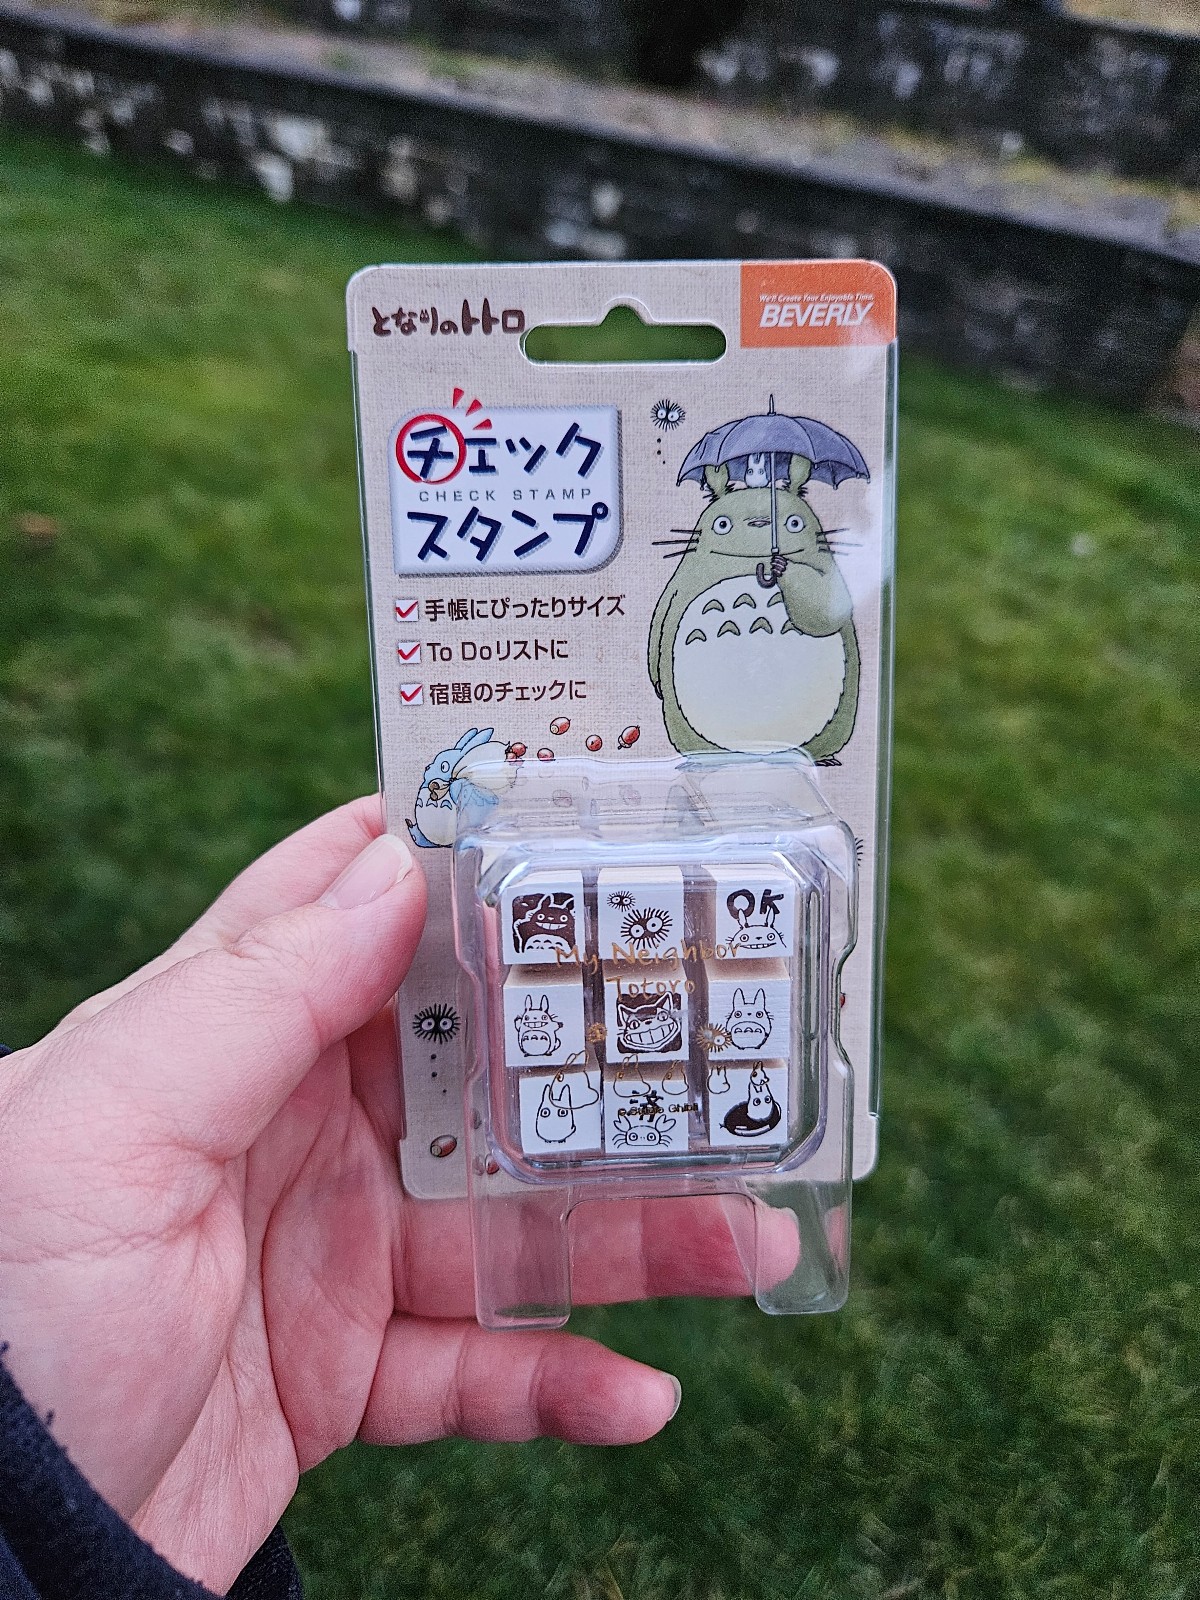 となりのトトロ
We'll Create Your Enjoyable Time.
BEVERLY
チェック
CHECK STAMP
スタンプ
手帳にぴったりサイズ
To Doリストに
宿題のチェックに
OK
My Neighbor
Totoro
済
© Studio Ghibli